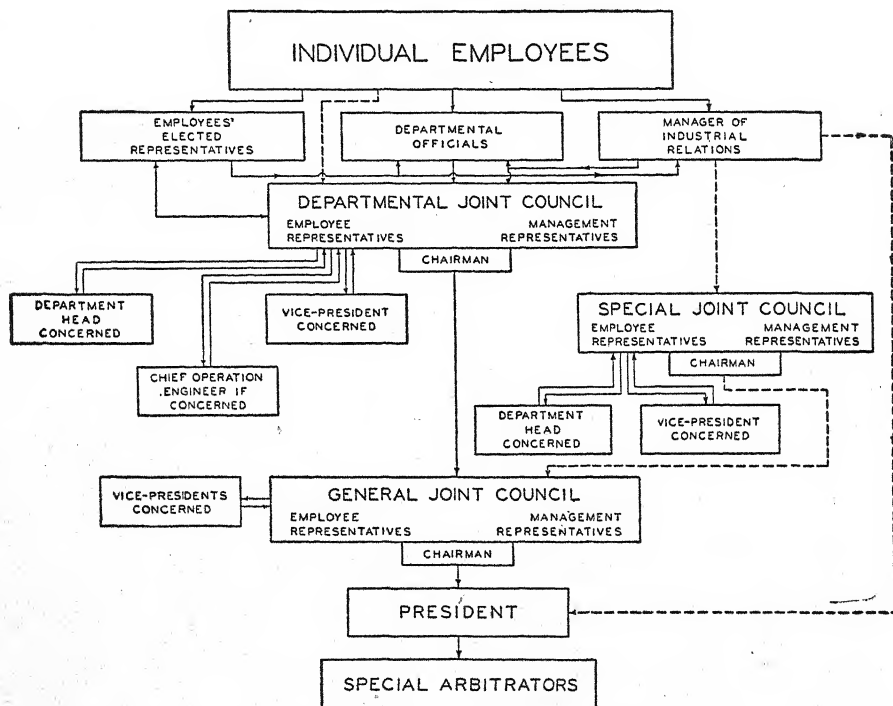 INDIVIDUAL EMPLOYEES
EMPLOYEES'
ELECTED
REPRESENTATIVES
DEPARTMENTAL
OFFICIALS
MANAGER OF
INDUSTRIAL
RELATIONS
DEPARTMENTAL JOINT COUNCIL
EMPLOYEE
REPRESENTATIVES
MANAGEMENT
REPRESENTATIVES
CHAIRMAN
DEPARTMENT
HEAD
CONCERNED
VICE-PRESIDENT
CONCERNED
CHIEF OPERATION
ENGINEER IF
CONCERNED
SPECIAL JOINT COUNCIL
EMPLOYEE
REPRESENTATIVES
MANAGEMENT
REPRESENTATIVES
CHAIRMAN
DEPARTMENT
HEAD
CONCERNED
VICE-PRESIDENT
CONCERNED
GENERAL JOINT COUNCIL
EMPLOYEE
REPRESENTATIVES
MANAGEMENT
REPRESENTATIVES
CHAIRMAN
VICE-PRESIDENTS
CONCERNED
PRESIDENT
SPECIAL ARBITRATORS